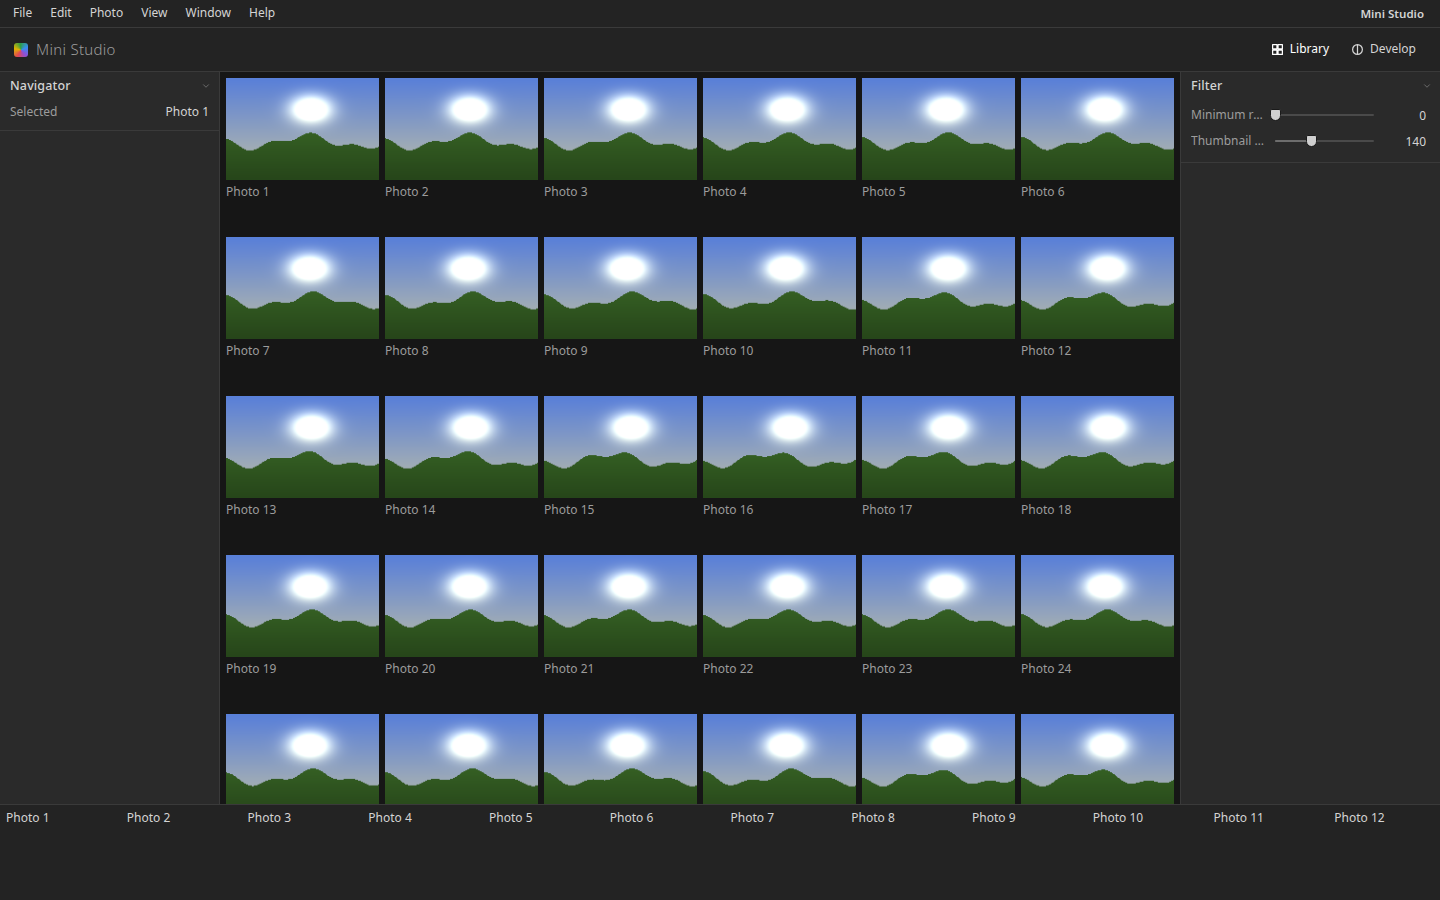 File Edit Photo View Window Help Mini Studio
Mini Studio Library Develop
Navigator
Selected Photo 1
Filter
Minimum r... 0
Thumbnail ... 140
Photo 1 Photo 2 Photo 3 Photo 4 Photo 5 Photo 6
Photo 7 Photo 8 Photo 9 Photo 10 Photo 11 Photo 12
Photo 13 Photo 14 Photo 15 Photo 16 Photo 17 Photo 18
Photo 19 Photo 20 Photo 21 Photo 22 Photo 23 Photo 24
Photo 1 Photo 2 Photo 3 Photo 4 Photo 5 Photo 6 Photo 7 Photo 8 Photo 9 Photo 10 Photo 11 Photo 12